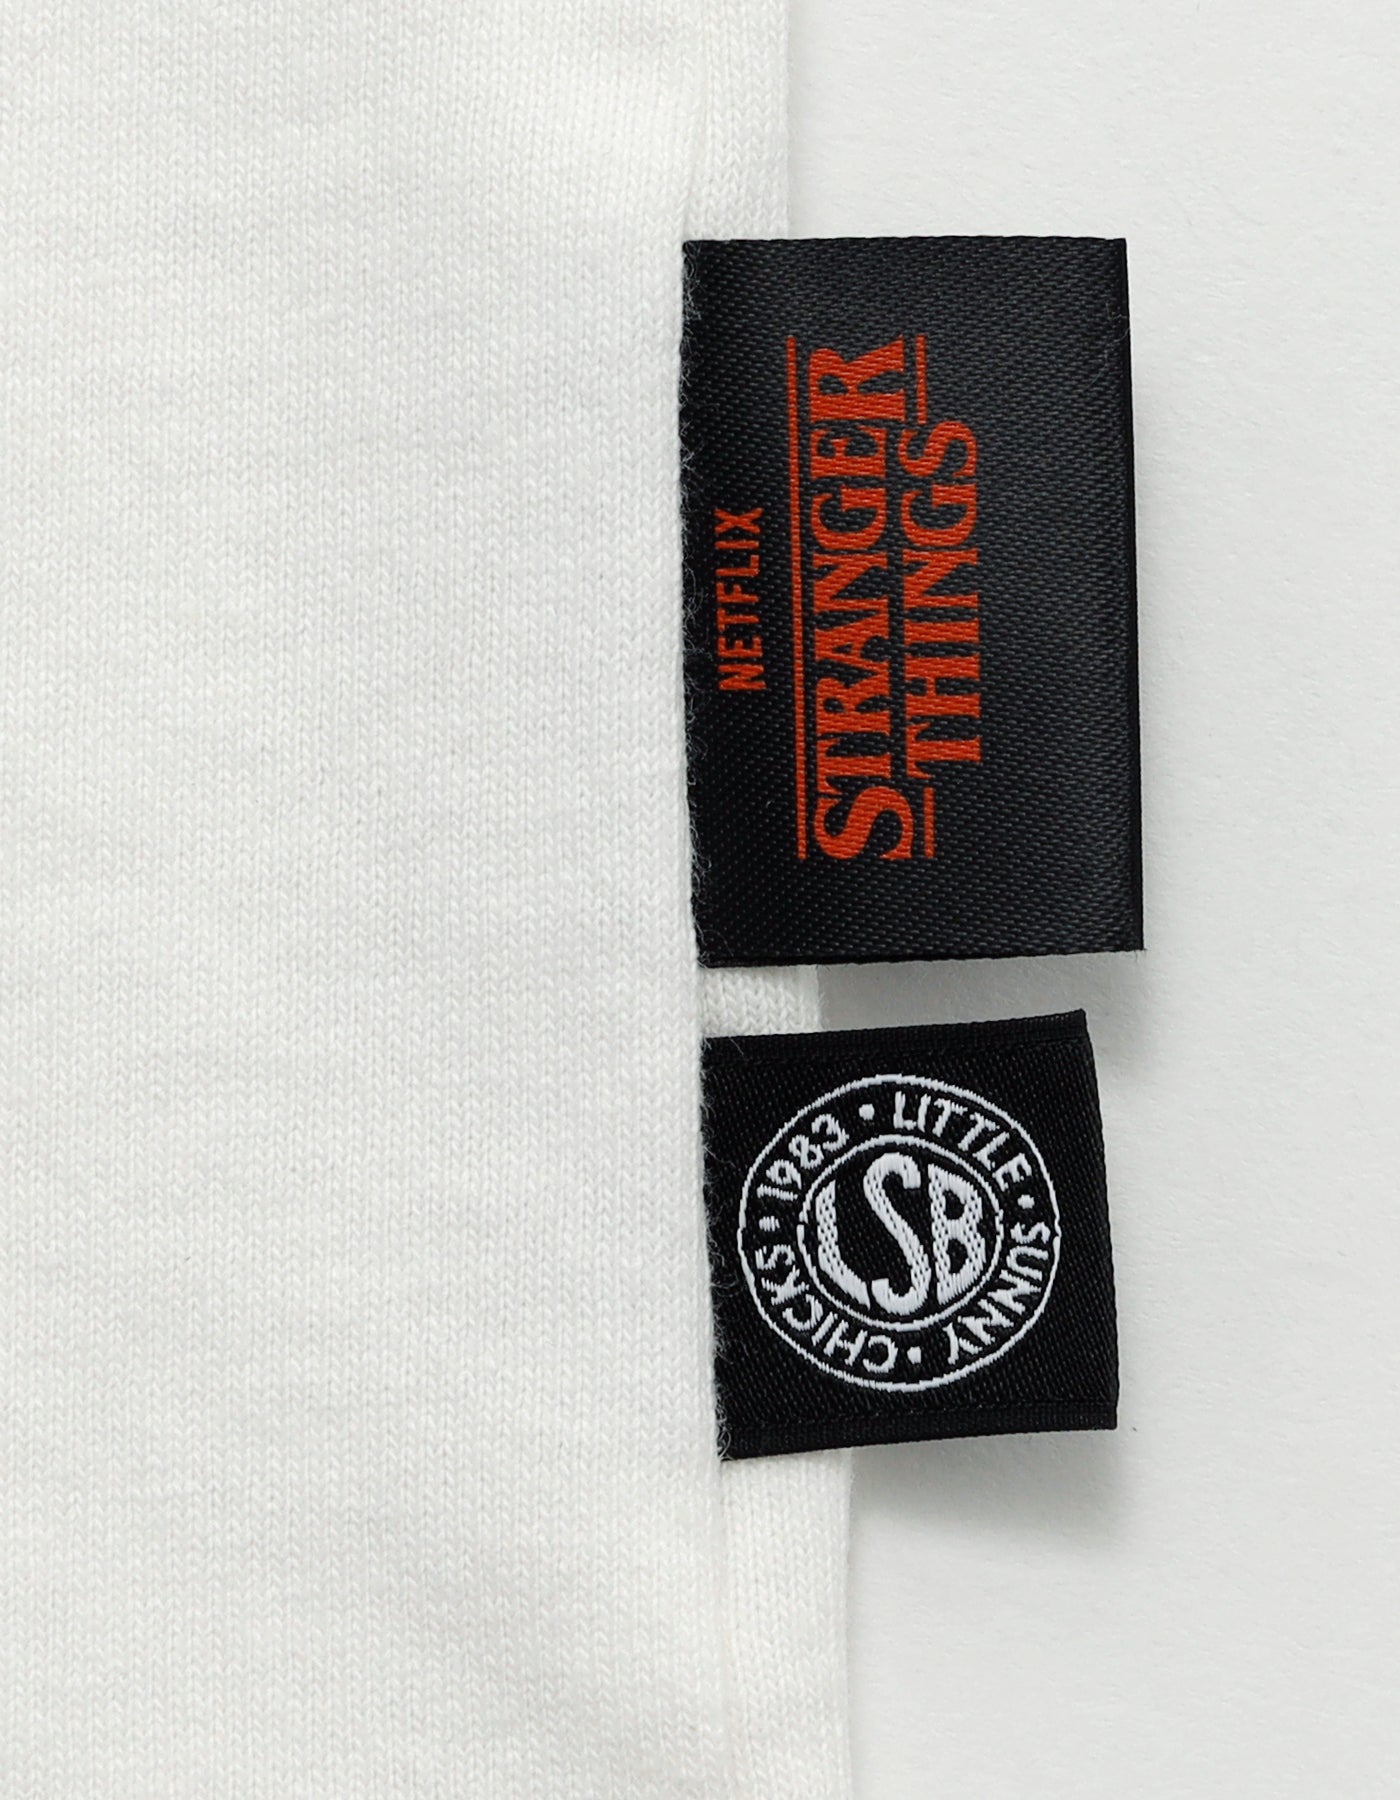 NETFLIX
STRANGER
THINGS
LITTLE • SUNNY • CHICKS • 1983 •
LSB